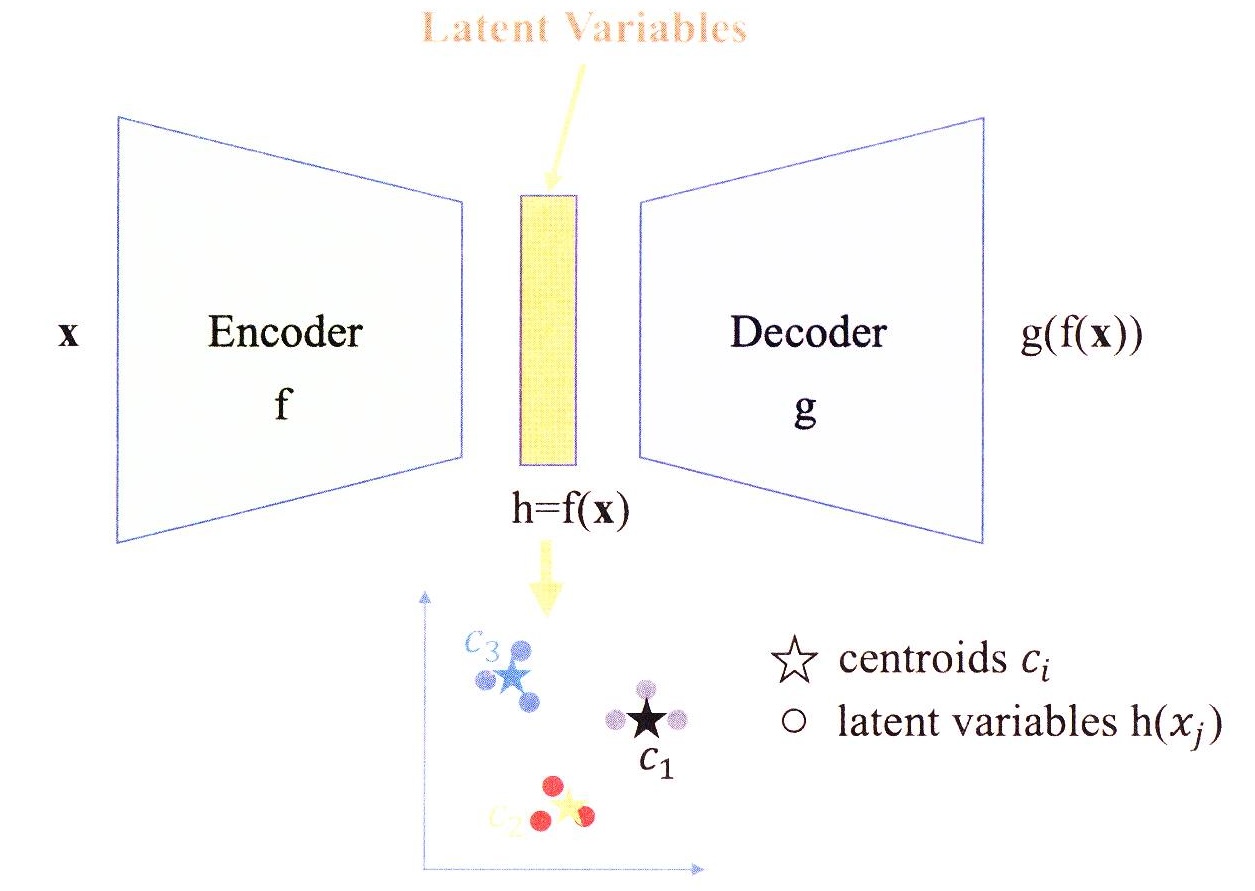 Latent Variables
x
Encoder
f
Decoder
g
g(f(x))
h=f(x)
c₃
c₁
c₂
centroids cᵢ
latent variables h(xⱼ)